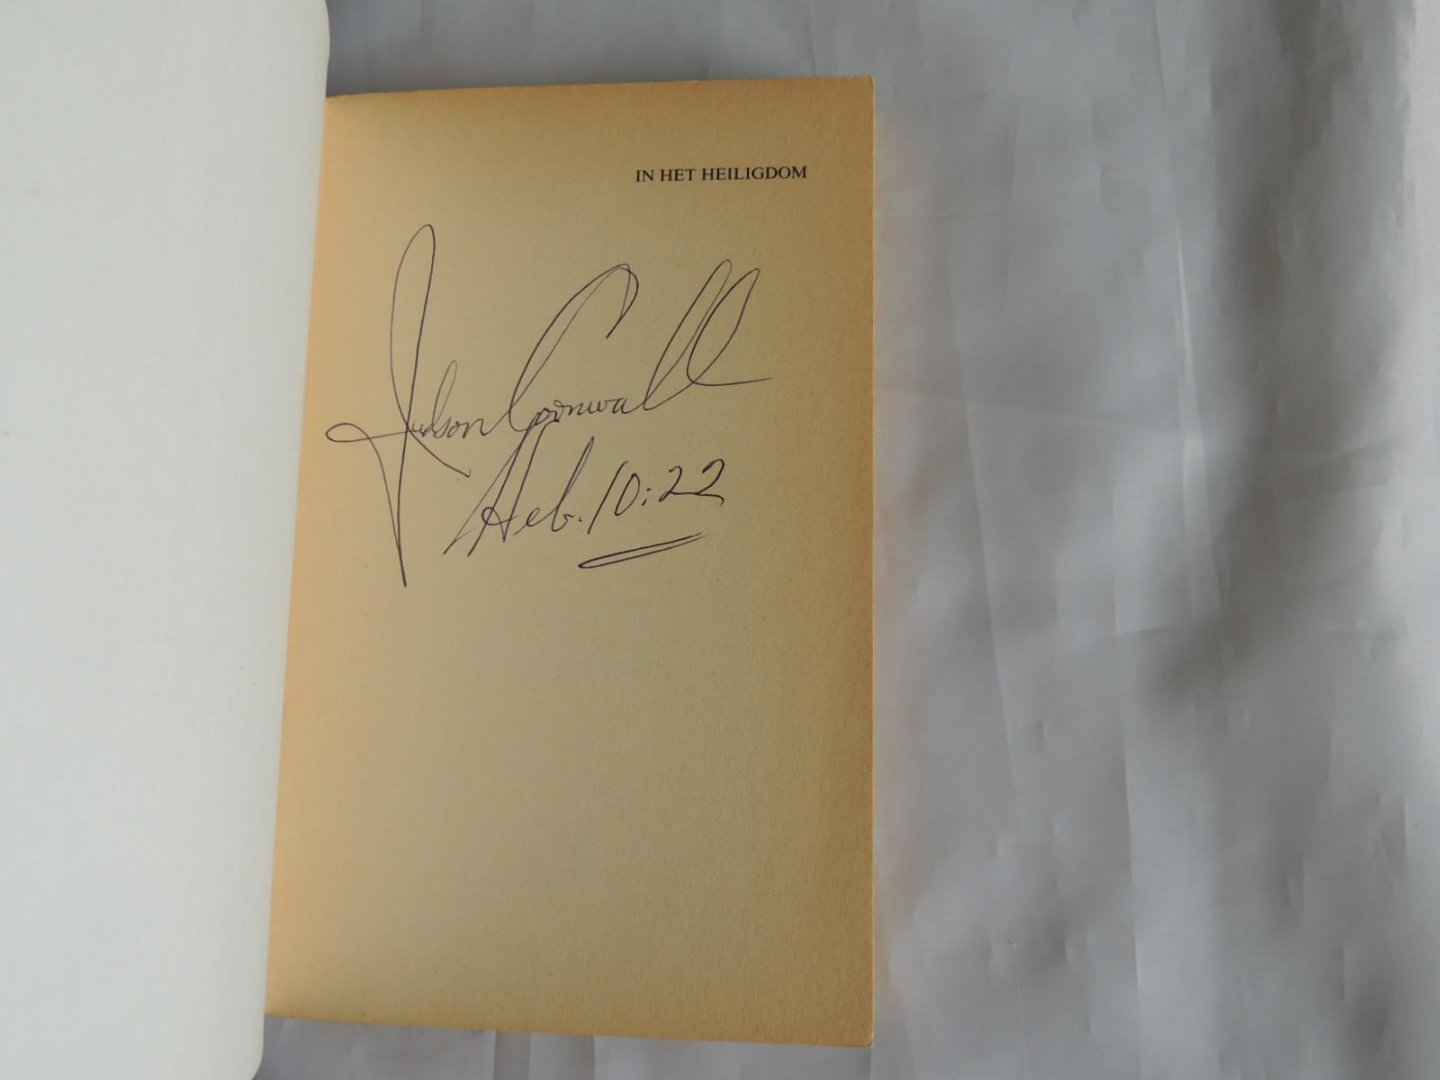 IN HET HEILIGDOM
Judson Cornwall
Heb. 10:22